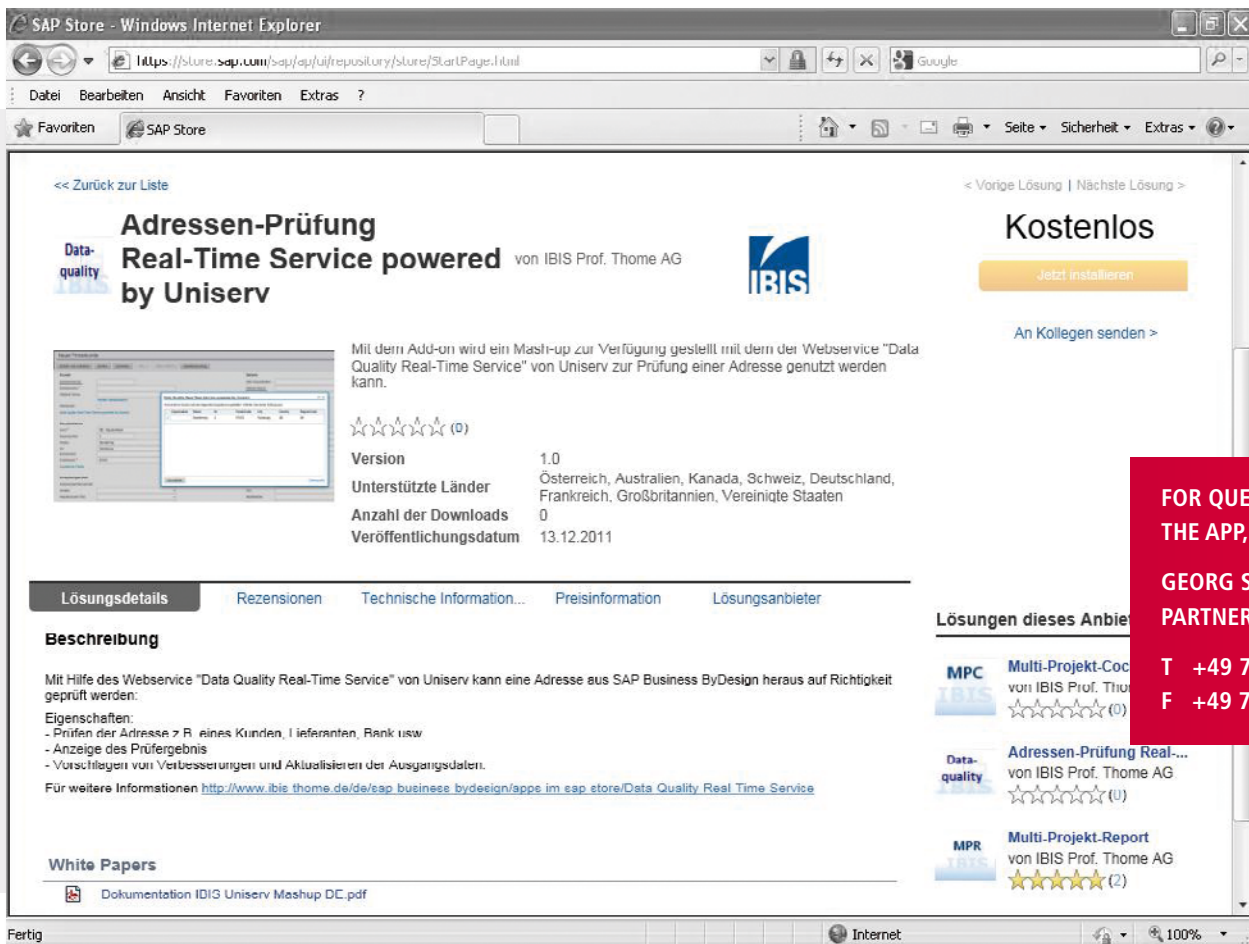 SAP Store - Windows Internet Explorer
https://store.sap.com/sap/ap/ui/repository/store/StartPage.html
Google
Datei Bearbeiten Ansicht Favoriten Extras ?
Favoriten SAP Store
Seite Sicherheit Extras
<< Zurück zur Liste
< Vorige Lösung | Nächste Lösung >
Data-
quality
IBIS
Adressen-Prüfung
Real-Time Service powered
by Uniserv
von IBIS Prof. Thome AG
IBIS
Kostenlos
Jetzt installieren
An Kollegen senden >
Mit dem Add-on wird ein Mash-up zur Verfügung gestellt mit dem der Webservice "Data
Quality Real-Time Service" von Uniserv zur Prüfung einer Adresse genutzt werden
kann.
(0)
Version 1.0
Unterstützte Länder Österreich, Australien, Kanada, Schweiz, Deutschland,
Frankreich, Großbritannien, Vereinigte Staaten
Anzahl der Downloads 0
Veröffentlichungsdatum 13.12.2011
Lösungsdetails Rezensionen Technische Information... Preisinformation Lösungsanbieter
Beschreibung
Mit Hilfe des Webservice "Data Quality Real-Time Service" von Uniserv kann eine Adresse aus SAP Business ByDesign heraus auf Richtigkeit
geprüft werden:
Eigenschaften:
- Prüfen der Adresse z.B. eines Kunden, Lieferanten, Bank usw
- Anzeige des Prüfergebnis
- Vorschlagen von Verbesserungen und Aktualisieren der Ausgangsdaten.
Für weitere Informationen http://www.ibis thome.de/de/sap business bydesign/apps im sap store/Data Quality Real Time Service
White Papers
Dokumentation IBIS Uniserv Mashup DE.pdf
Lösungen dieses Anbie
MPC
IBIS
Multi-Projekt-Coc
von IBIS Prof. Thor
(0)
Data-
quality
IBIS
Adressen-Prüfung Real-...
von IBIS Prof. Thome AG
(0)
MPR
IBIS
Multi-Projekt-Report
von IBIS Prof. Thome AG
(2)
FOR QUE
THE APP,
GEORG S
PARTNER
T +49 7
F +49 7
Fertig
Internet
100%